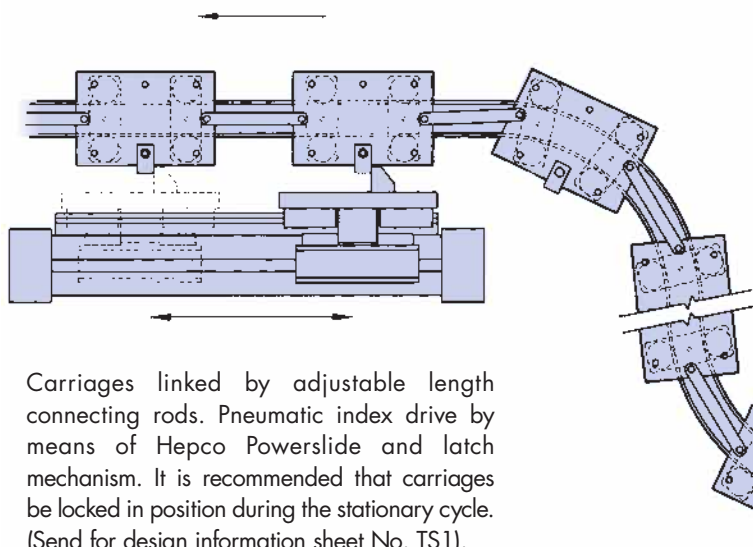 Carriages linked by adjustable length
connecting rods. Pneumatic index drive by
means of Hepco Powerslide and latch
mechanism. It is recommended that carriages
be locked in position during the stationary cycle.
(Send for design information sheet No. TS1).